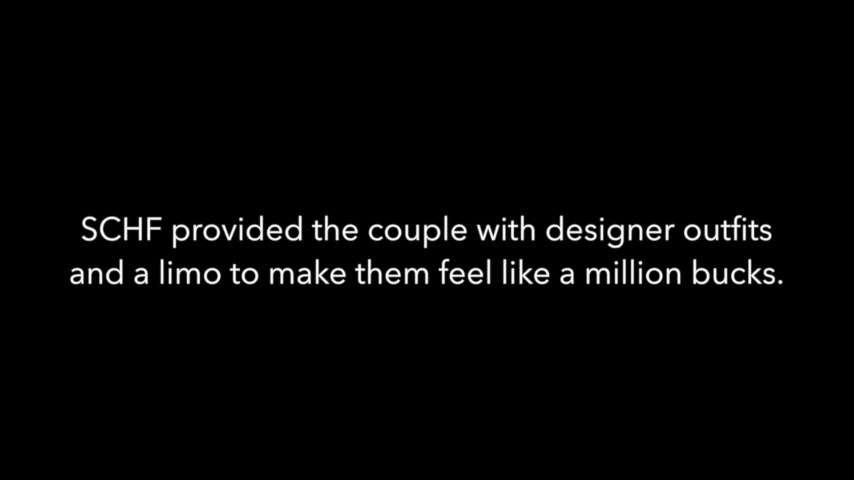 SCHF provided the couple with designer outfits
and a limo to make them feel like a million bucks.